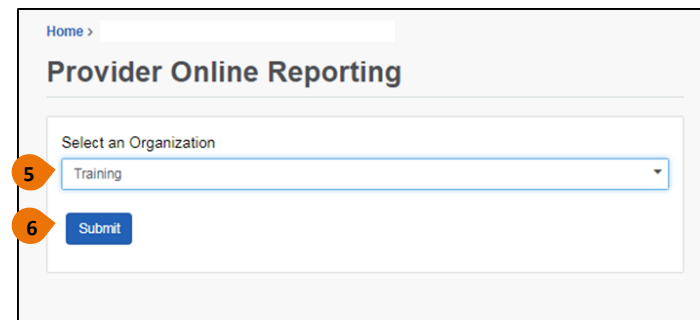 Home >
Provider Online Reporting
Select an Organization
5 Training
6 Submit